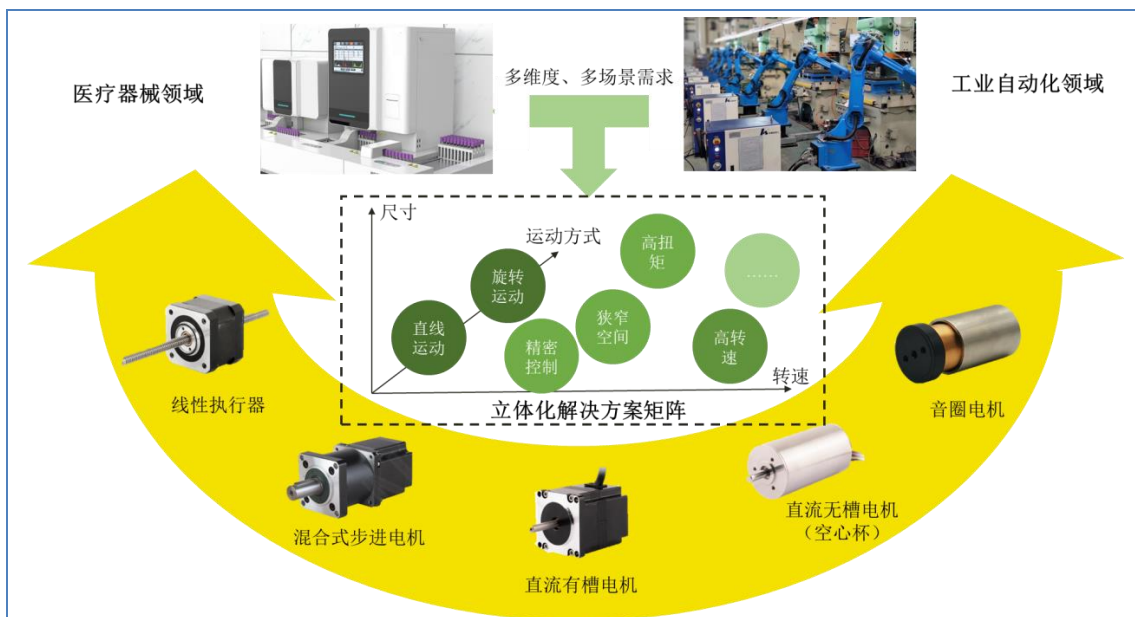 医疗器械领域
多维度、多场景需求
工业自动化领域
尺寸
运动方式
高扭
矩
……
旋转
运动
直线
运动
狭窄
空间
精密
控制
高转
速
转速
立体化解决方案矩阵
线性执行器
音圈电机
混合式步进电机
直流无槽电机
（空心杯）
直流有槽电机